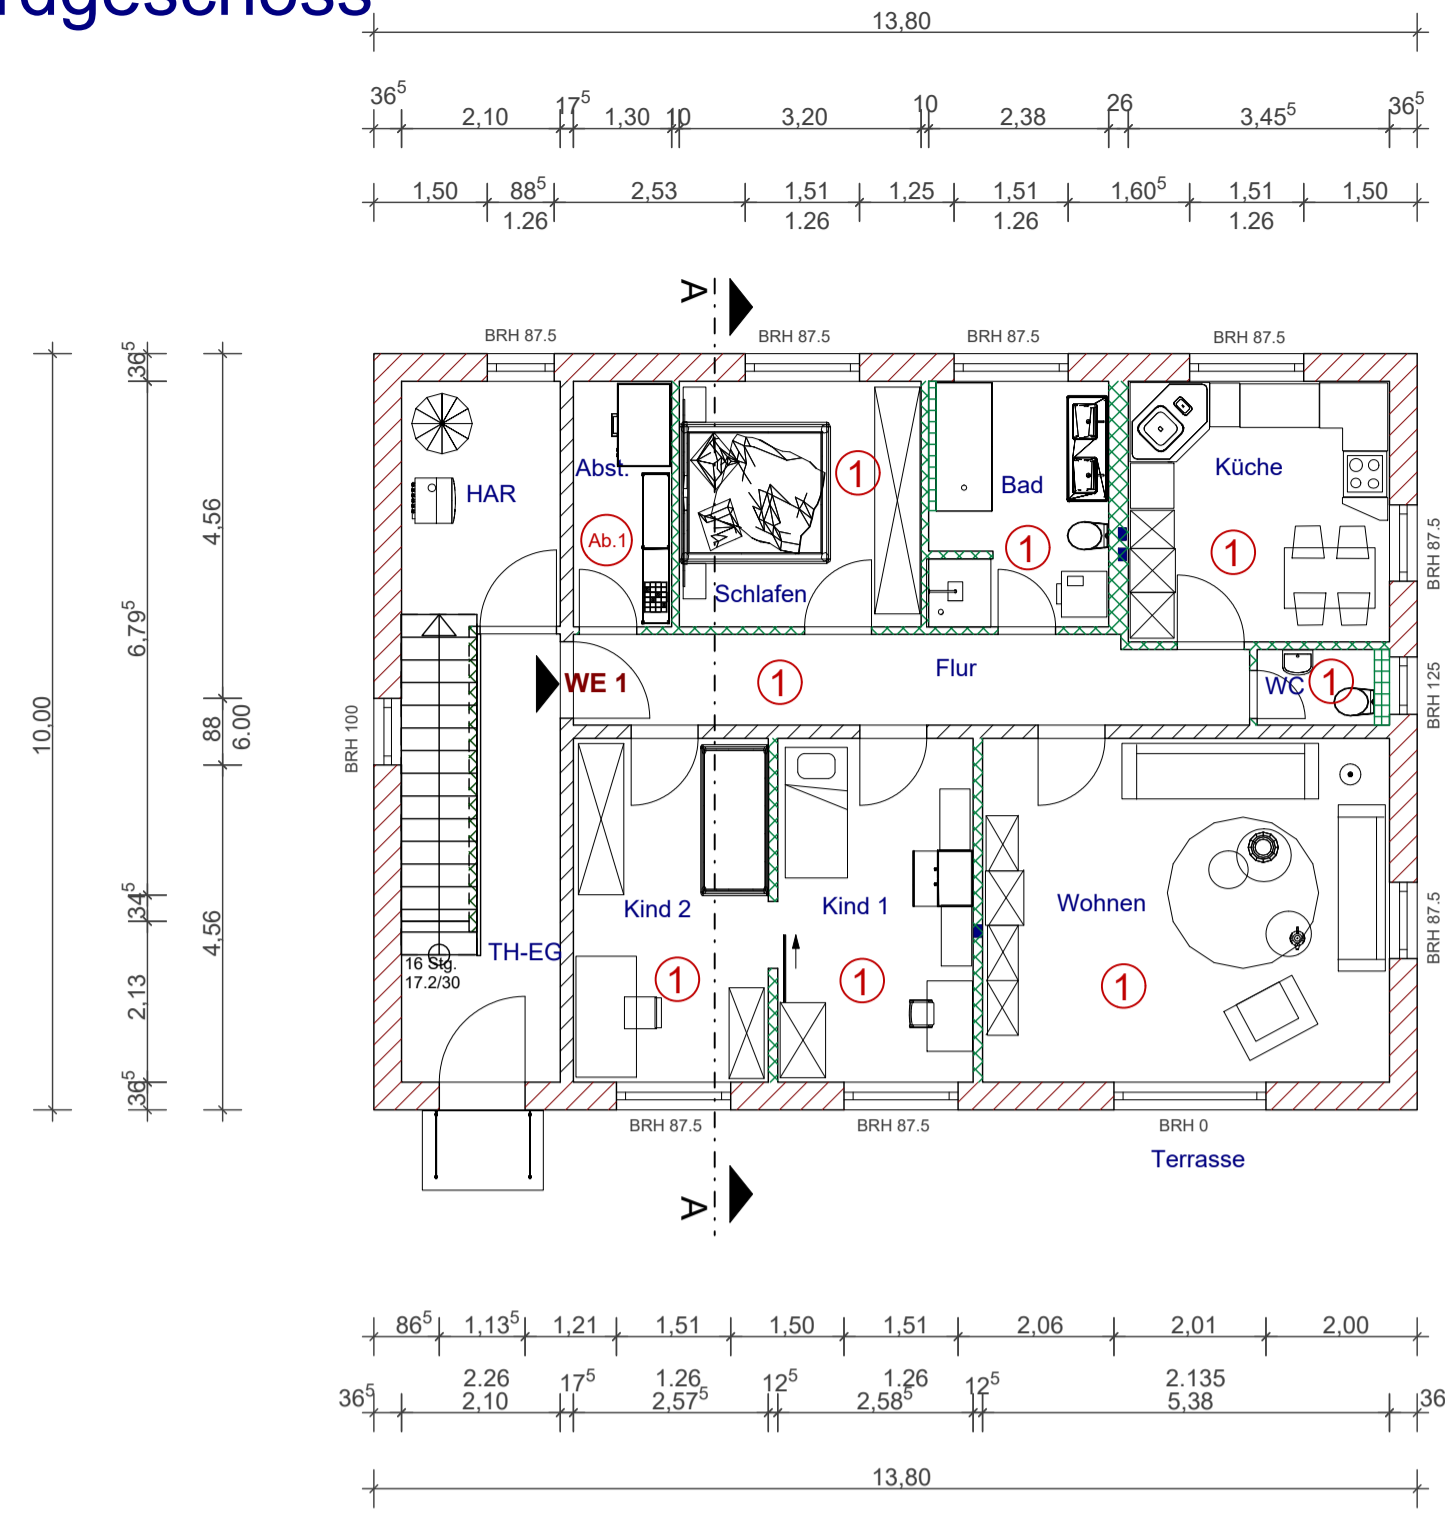 rdgeschoss
13,80
36⁵ 2,10 17⁵ 1,30 10 3,20 10 2,38 26 3,45⁵ 36⁵
1,50 88⁵ 2,53 1,51 1,25 1,51 1,60⁵ 1,51 1,50
1.26 1.26 1.26 1.26
A
BRH 87.5 BRH 87.5 BRH 87.5 BRH 87.5
HAR
Abst.
Ab.1
Schlafen
1
Bad
1
Küche
1
BRH 87.5
WE 1
1
Flur
WC
1
BRH 125
BRH 100
Kind 2
1
Kind 1
1
Wohnen
1
BRH 87.5
TH-EG
16 Stg.
17.2/30
BRH 87.5 BRH 87.5 BRH 0
Terrasse
A
10,00
36⁵
6.79⁵
34⁵
2.13
36⁵
4,56
88
6.00
4,56
86⁵ 1,13⁵ 1,21 1,51 1,50 1,51 2,06 2,01 2,00
2.26 1.26 1.26 2.135
36⁵ 2,10 17⁵ 2,57⁵ 12⁵ 2,58⁵ 12⁵ 5,38 36
13,80